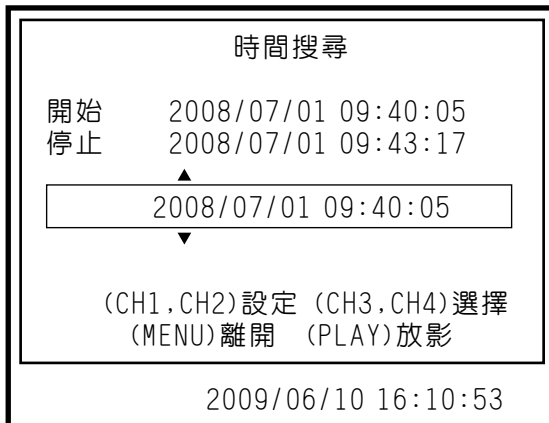 時間搜尋
開始 2008/07/01 09:40:05
停止 2008/07/01 09:43:17
▲
2008/07/01 09:40:05
▼
(CH1,CH2)設定 (CH3,CH4)選擇
(MENU)離開 (PLAY)放影
2009/06/10 16:10:53